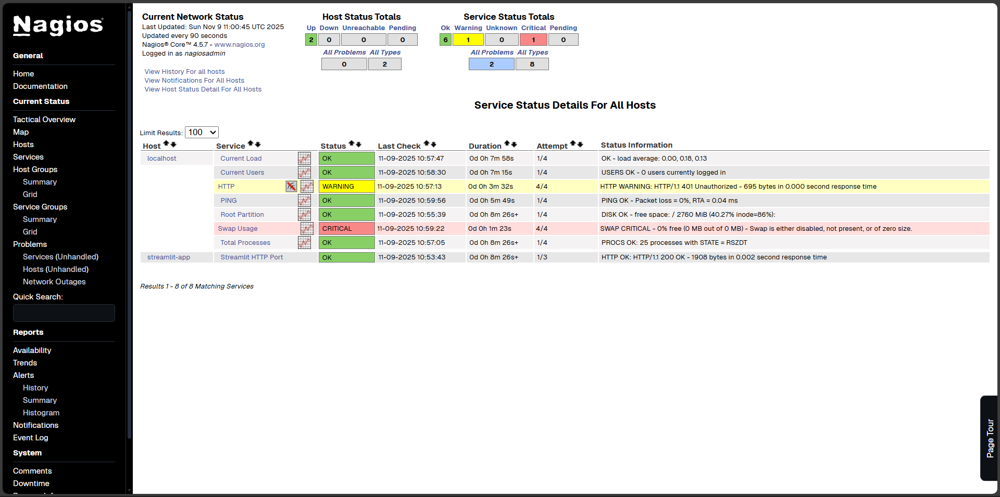 Nagios®
General
Home
Documentation
Current Status
Tactical Overview
Map
Hosts
Services
Host Groups
Summary
Grid
Service Groups
Summary
Grid
Problems
Services (Unhandled)
Hosts (Unhandled)
Network Outages
Quick Search:
Reports
Availability
Trends
Alerts
History
Summary
Histogram
Notifications
Event Log
System
Comments
Downtime
Current Network Status
Last Updated: Sun Nov 9 11:00:45 UTC 2025
Updated every 90 seconds
Nagios® Core™ 4.5.7 - www.nagios.org
Logged in as nagiosadmin
View History For all hosts
View Notifications For All Hosts
View Host Status Detail For All Hosts
Host Status Totals
Up Down Unreachable Pending
2 0 0 0
All Problems All Types
0 2
Service Status Totals
Ok Warning Unknown Critical Pending
6 1 0 1 0
All Problems All Types
2 8
Service Status Details For All Hosts
Limit Results: 100
Host Service Status Last Check Duration Attempt Status Information
localhost Current Load OK 11-09-2025 10:57:47 0d 0h 7m 58s 1/4 OK - load average: 0.00, 0.18, 0.13
Current Users OK 11-09-2025 10:58:30 0d 0h 7m 15s 1/4 USERS OK - 0 users currently logged in
HTTP WARNING 11-09-2025 10:57:13 0d 0h 3m 32s 4/4 HTTP WARNING: HTTP/1.1 401 Unauthorized - 695 bytes in 0.000 second response time
PING OK 11-09-2025 10:59:56 0d 0h 5m 49s 1/4 PING OK - Packet loss = 0%, RTA = 0.04 ms
Root Partition OK 11-09-2025 10:55:39 0d 0h 8m 26s+ 1/4 DISK OK - free space: / 2760 MiB (40.27% inode=86%):
Swap Usage CRITICAL 11-09-2025 10:59:22 0d 0h 1m 23s 4/4 SWAP CRITICAL - 0% free (0 MB out of 0 MB) - Swap is either disabled, not present, or of zero size.
Total Processes OK 11-09-2025 10:57:05 0d 0h 8m 26s+ 1/4 PROCS OK: 25 processes with STATE = RSZDT
streamlit-app Streamlit HTTP Port OK 11-09-2025 10:53:43 0d 0h 8m 26s+ 1/3 HTTP OK: HTTP/1.1 200 OK - 1908 bytes in 0.002 second response time
Results 1 - 8 of 8 Matching Services
Page Tour